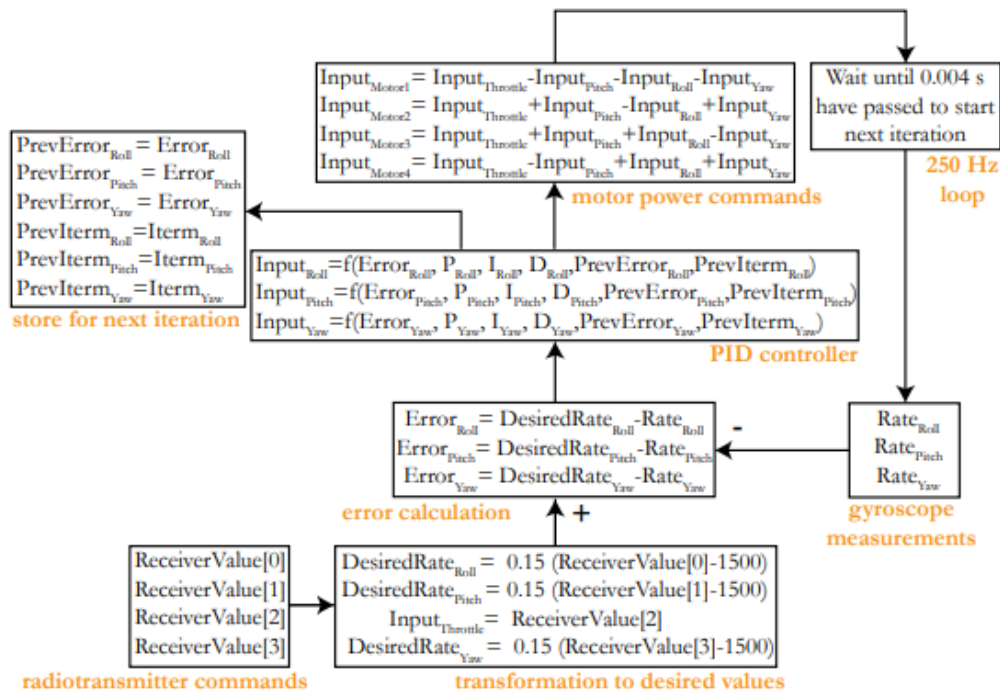 Input_Motor1= Input_Throttle-Input_Pitch-Input_Roll-Input_Yaw
Input_Motor2= Input_Throttle+Input_Pitch-Input_Roll+Input_Yaw
Input_Motor3= Input_Throttle+Input_Pitch+Input_Roll-Input_Yaw
Input_Motor4= Input_Throttle-Input_Pitch+Input_Roll+Input_Yaw
motor power commands
Wait until 0.004 s
have passed to start
next iteration
250 Hz
loop
PrevError_Roll = Error_Roll
PrevError_Pitch = Error_Pitch
PrevError_Yaw = Error_Yaw
PrevIterm_Roll=Iterm_Roll
PrevIterm_Pitch=Iterm_Pitch
PrevIterm_Yaw=Iterm_Yaw
store for next iteration
Input_Roll=f(Error_Roll, P_Roll, I_Roll, D_Roll,PrevError_Roll,PrevIterm_Roll)
Input_Pitch=f(Error_Pitch, P_Pitch, I_Pitch, D_Pitch,PrevError_Pitch,PrevIterm_Pitch)
Input_Yaw=f(Error_Yaw, P_Yaw, I_Yaw, D_Yaw,PrevError_Yaw,PrevIterm_Yaw)
PID controller
Error_Roll= DesiredRate_Roll-Rate_Roll
Error_Pitch= DesiredRate_Pitch-Rate_Pitch
Error_Yaw= DesiredRate_Yaw-Rate_Yaw
error calculation
-
+
Rate_Roll
Rate_Pitch
Rate_Yaw
gyroscope
measurements
ReceiverValue[0]
ReceiverValue[1]
ReceiverValue[2]
ReceiverValue[3]
radiotransmitter commands
DesiredRate_Roll = 0.15 (ReceiverValue[0]-1500)
DesiredRate_Pitch = 0.15 (ReceiverValue[1]-1500)
Input_Throttle= ReceiverValue[2]
DesiredRate_Yaw = 0.15 (ReceiverValue[3]-1500)
transformation to desired values